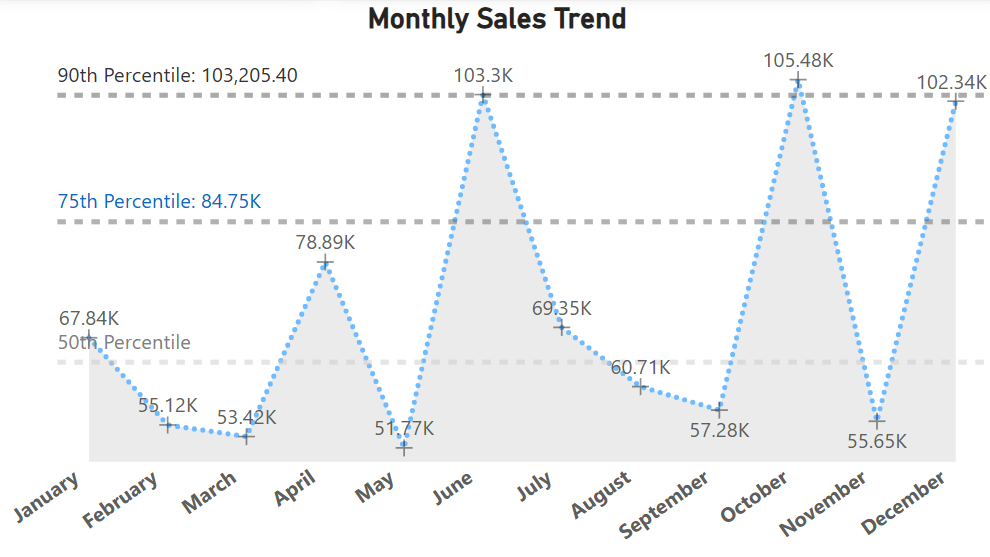 Monthly Sales Trend
105.48K
90th Percentile: 103,205.40
103.3K
102.34K
75th Percentile: 84.75K
78.89K
67.84K
69.35K
50th Percentile
60.71K
55.12K
53.42K
51.77K
57.28K
55.65K
January
February
March
April
May
June
July
August
September
October
November
December